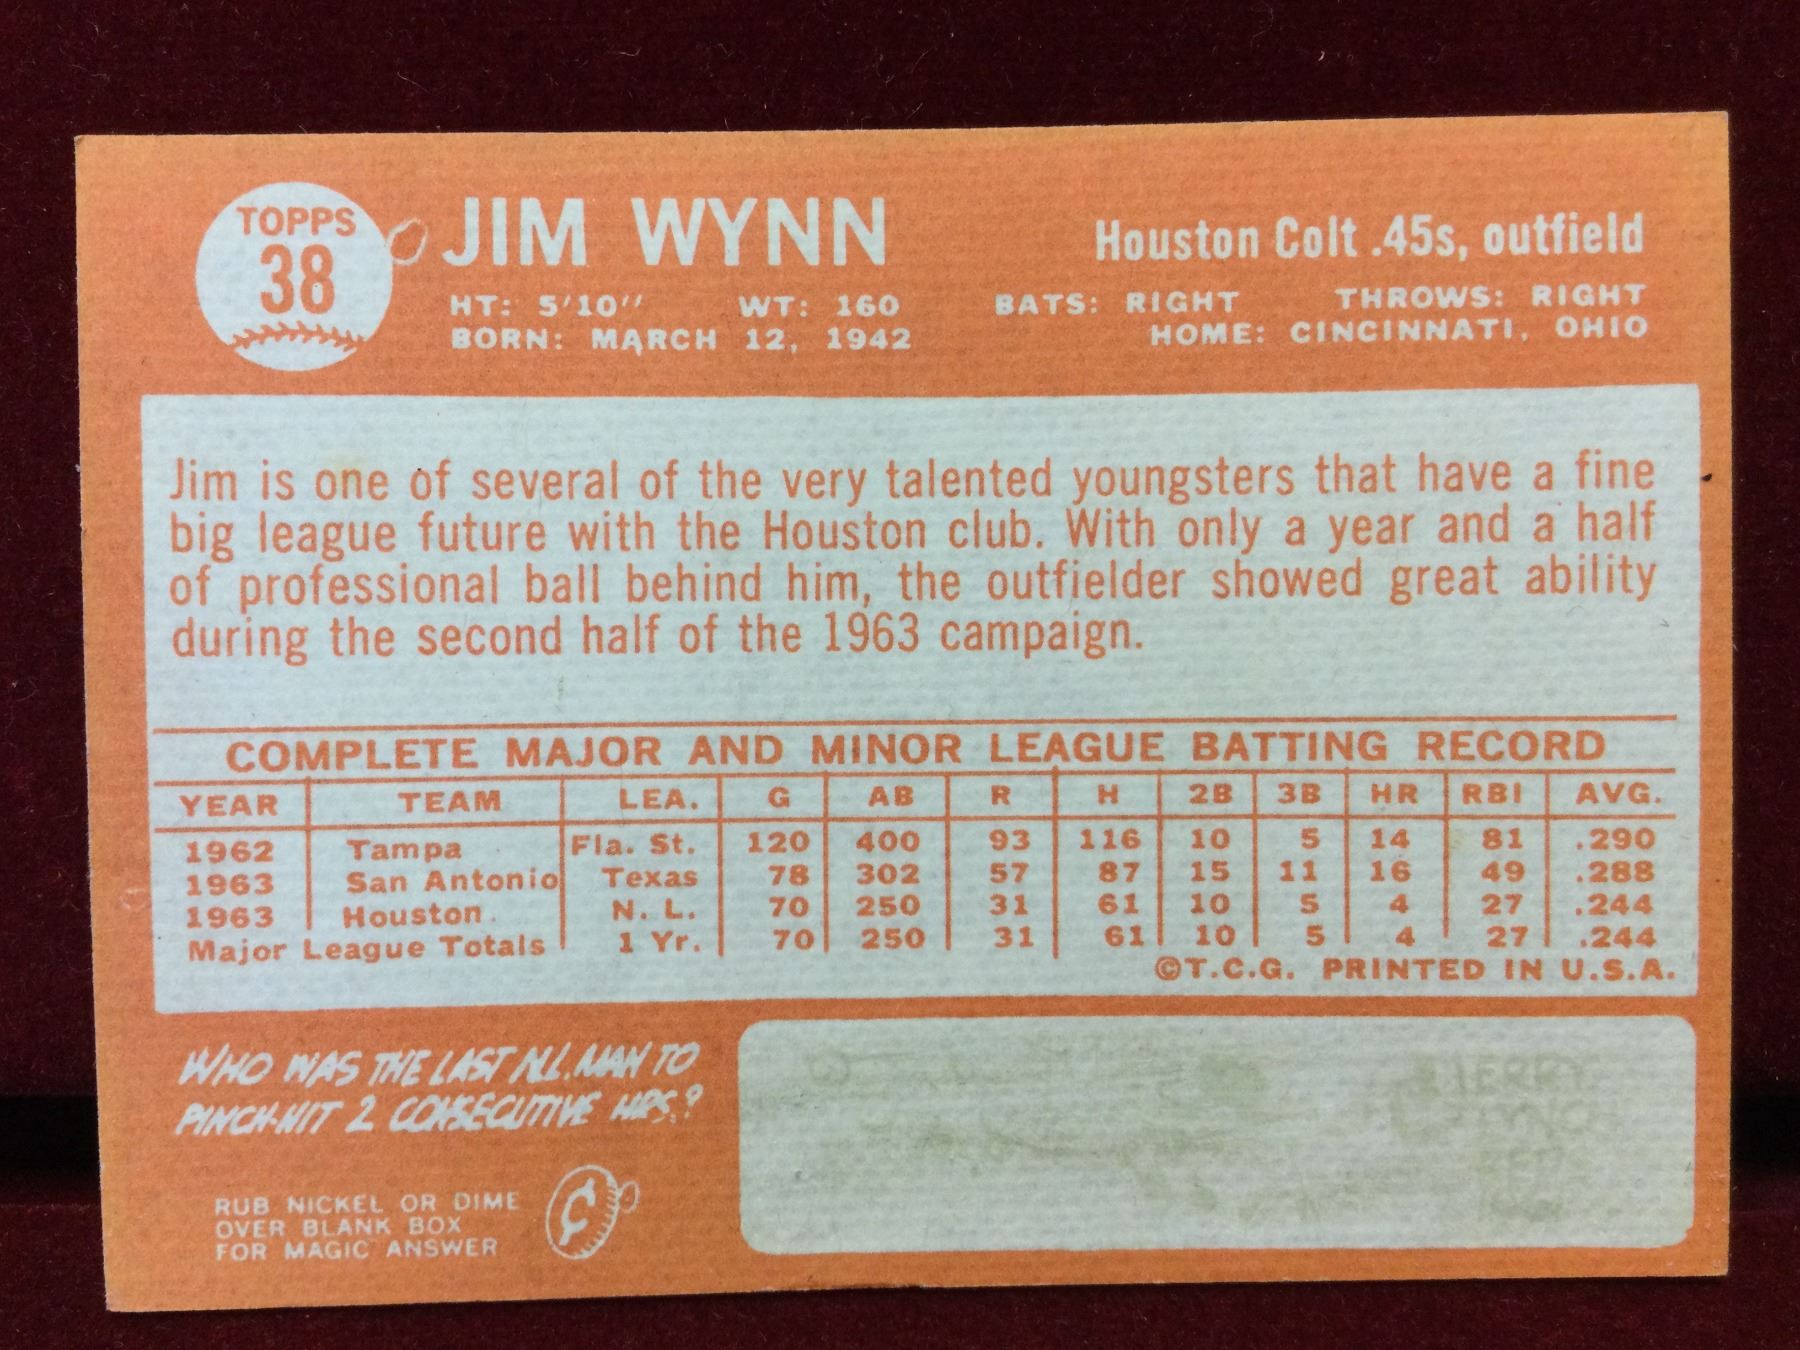 TOPPS
38
JIM WYNN
Houston Colt .45s, outfield
HT: 5'10" WT: 160 BATS: RIGHT THROWS: RIGHT
BORN: MARCH 12, 1942 HOME: CINCINNATI, OHIO
Jim is one of several of the very talented youngsters that have a fine
big league future with the Houston club. With only a year and a half
of professional ball behind him, the outfielder showed great ability
during the second half of the 1963 campaign.
COMPLETE MAJOR AND MINOR LEAGUE BATTING RECORD
YEAR TEAM LEA. G AB R H 2B 3B HR RBI AVG.
1962 Tampa Fla. St. 120 400 93 116 10 5 14 81 .290
1963 San Antonio Texas 78 302 57 87 15 11 16 49 .288
1963 Houston N. L. 70 250 31 61 10 5 4 27 .244
Major League Totals 1 Yr. 70 250 31 61 10 5 4 27 .244
©T.C.G. PRINTED IN U.S.A.
WHO WAS THE LAST N.L. MAN TO
PINCH-HIT 2 CONSECUTIVE HRS.?
RUB NICKEL OR DIME
OVER BLANK BOX
FOR MAGIC ANSWER
¢
JERRY